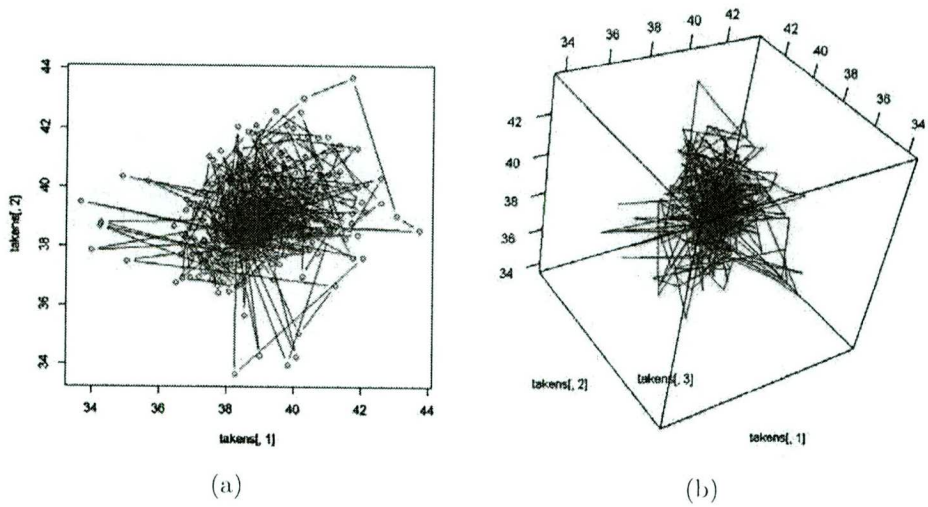 44
42
40
38
36
34
takens[, 2]
34 36 38 40 42 44
takens[, 1]
(a)
34 36 38 40 42
42 40 38 36 34
42
40
38
36
34
takens[, 2]
takens[, 3]
takens[, 1]
(b)